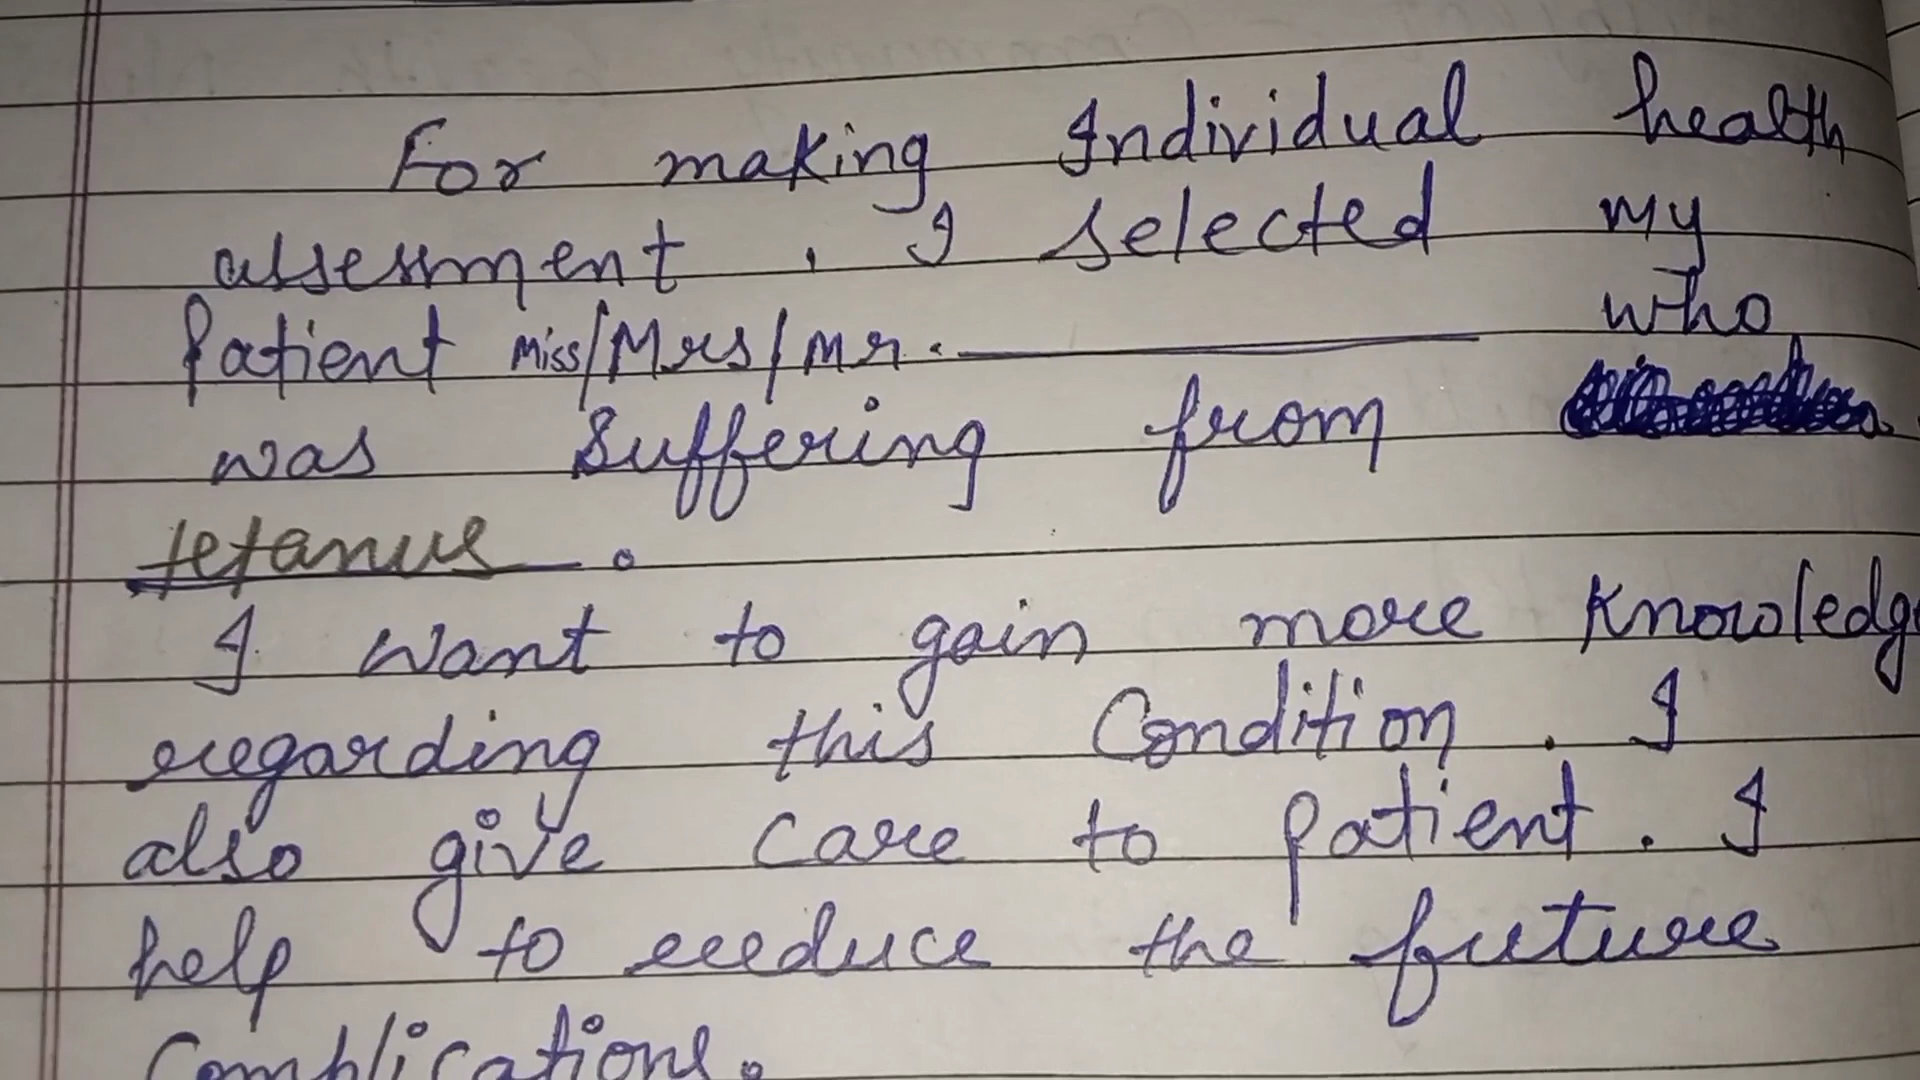 For making Individual health
assessment, I selected my
Patient Miss/Mrs/Mr. who
was Suffering from
tetanus.
I want to gain more Knowledge
regarding this Condition. I
also give care to patient. I
help to reduce the future
Complications.